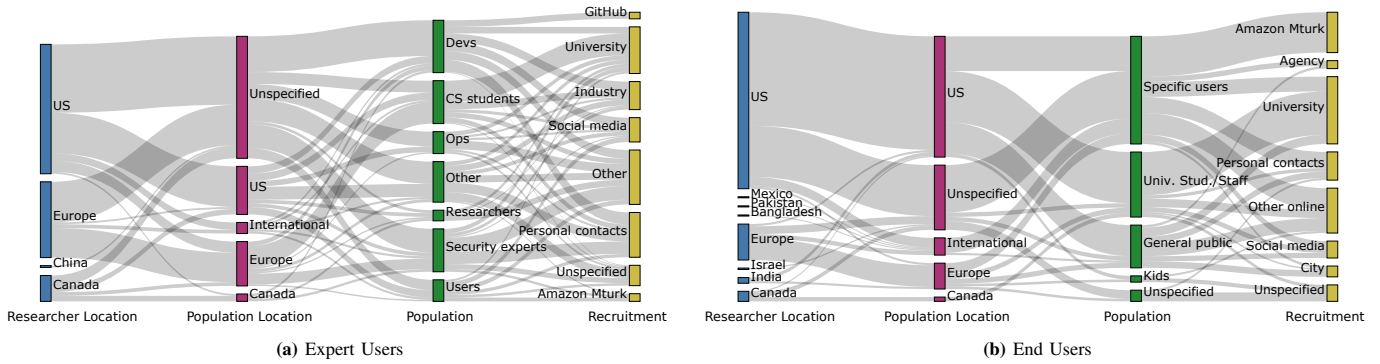 US
Europe
China
Canada
Unspecified
US
International
Europe
Canada
Devs
CS students
Ops
Other
Researchers
Security experts
Users
GitHub
University
Industry
Social media
Other
Personal contacts
Unspecified
Amazon Mturk
Researcher Location
Population Location
Population
Recruitment
(a) Expert Users
US
Mexico
Pakistan
Bangladesh
Europe
Israel
India
Canada
US
Unspecified
International
Europe
Canada
Specific users
Univ. Stud./Staff
General public
Kids
Unspecified
Amazon Mturk
Agency
University
Personal contacts
Other online
Social media
City
Unspecified
Researcher Location
Population Location
Population
Recruitment
(b) End Users